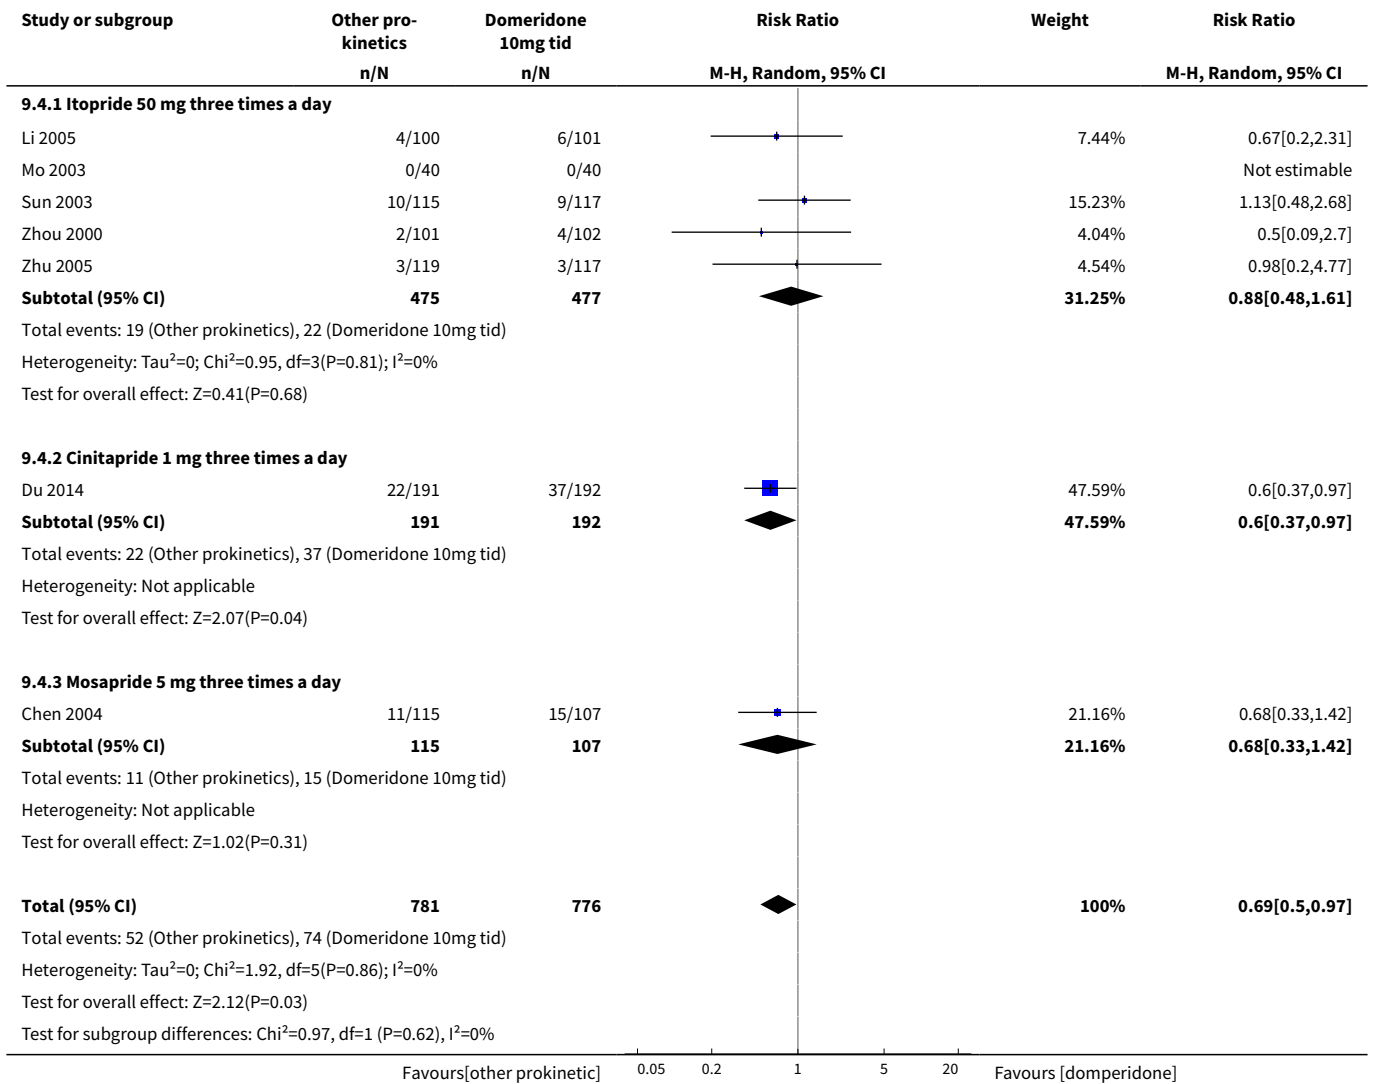 Study or subgroup Other pro- Domeridone Risk Ratio Weight Risk Ratio
kinetics 10mg tid
n/N n/N M-H, Random, 95% CI M-H, Random, 95% CI
9.4.1 Itopride 50 mg three times a day
Li 2005 4/100 6/101 7.44% 0.67[0.2,2.31]
Mo 2003 0/40 0/40 Not estimable
Sun 2003 10/115 9/117 15.23% 1.13[0.48,2.68]
Zhou 2000 2/101 4/102 4.04% 0.5[0.09,2.7]
Zhu 2005 3/119 3/117 4.54% 0.98[0.2,4.77]
Subtotal (95% CI) 475 477 31.25% 0.88[0.48,1.61]
Total events: 19 (Other prokinetics), 22 (Domeridone 10mg tid)
Heterogeneity: Tau²=0; Chi²=0.95, df=3(P=0.81); I²=0%
Test for overall effect: Z=0.41(P=0.68)
9.4.2 Cinitapride 1 mg three times a day
Du 2014 22/191 37/192 47.59% 0.6[0.37,0.97]
Subtotal (95% CI) 191 192 47.59% 0.6[0.37,0.97]
Total events: 22 (Other prokinetics), 37 (Domeridone 10mg tid)
Heterogeneity: Not applicable
Test for overall effect: Z=2.07(P=0.04)
9.4.3 Mosapride 5 mg three times a day
Chen 2004 11/115 15/107 21.16% 0.68[0.33,1.42]
Subtotal (95% CI) 115 107 21.16% 0.68[0.33,1.42]
Total events: 11 (Other prokinetics), 15 (Domeridone 10mg tid)
Heterogeneity: Not applicable
Test for overall effect: Z=1.02(P=0.31)
Total (95% CI) 781 776 100% 0.69[0.5,0.97]
Total events: 52 (Other prokinetics), 74 (Domeridone 10mg tid)
Heterogeneity: Tau²=0; Chi²=1.92, df=5(P=0.86); I²=0%
Test for overall effect: Z=2.12(P=0.03)
Test for subgroup differences: Chi²=0.97, df=1 (P=0.62), I²=0%
Favours[other prokinetic] 0.05 0.2 1 5 20 Favours [domperidone]